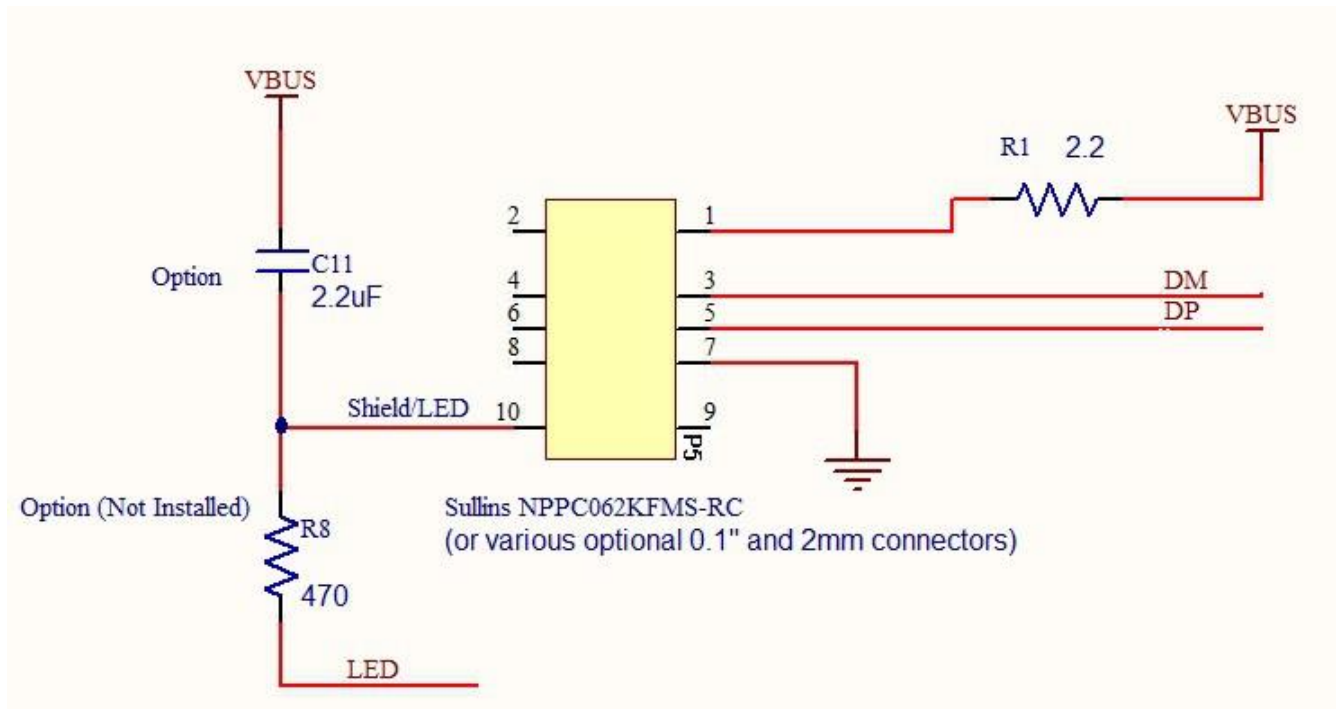 VBUS
VBUS
R1 2.2
2 1
Option
C11
2.2uF
4 3 DM
6 5 DP
8 7
Shield/LED 10 9
P5
Option (Not Installed)
R8
470
Sullins NPPC062KFMS-RC
(or various optional 0.1" and 2mm connectors)
LED